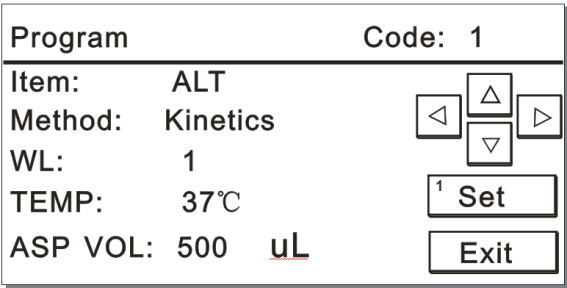 Program Code: 1
Item: ALT
Method: Kinetics
WL: 1
TEMP: 37℃
1 Set
ASP VOL: 500 uL
Exit